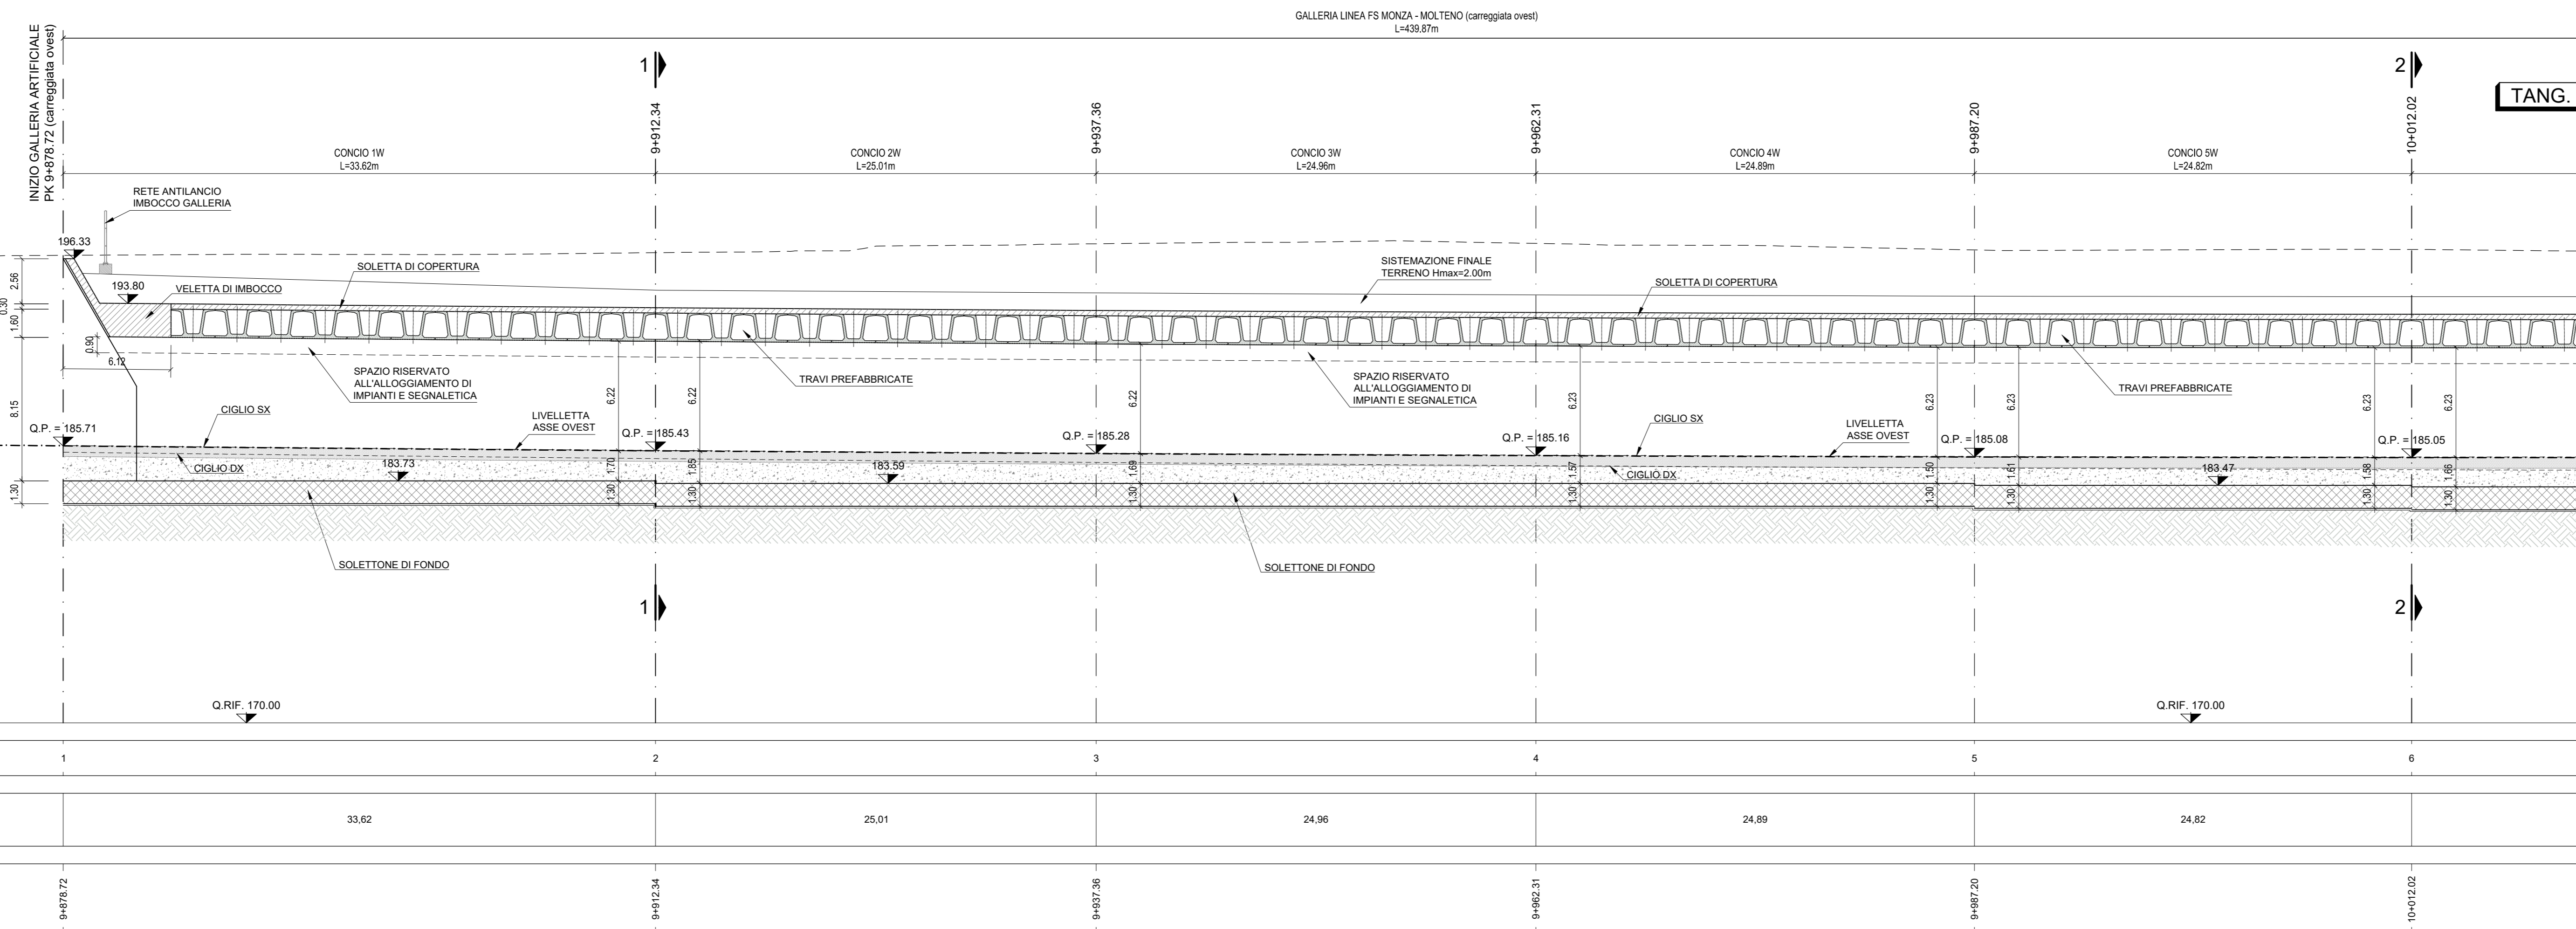 GALLERIA LINEA FS MONZA - MOLTENO (carreggiata ovest)
L=439,87m
INIZIO GALLERIA ARTIFICIALE
PK 9+878.72 (carreggiata ovest)
1
2
TANG.
9+912.34
9+937.36
9+962.31
9+987.20
10+012.02
CONCIO 1W
L=33.62m
CONCIO 2W
L=25.01m
CONCIO 3W
L=24.96m
CONCIO 4W
L=24.89m
CONCIO 5W
L=24.82m
RETE ANTILANCIO
IMBOCCO GALLERIA
196.33
SOLETTA DI COPERTURA
VELETTA DI IMBOCCO
193.80
SISTEMAZIONE FINALE
TERRENO Hmax=2.00m
SOLETTA DI COPERTURA
2.56
0.30
1.60
0.90
6.12
8.15
1.30
SPAZIO RISERVATO
ALL'ALLOGGIAMENTO DI
IMPIANTI E SEGNALETICA
TRAVI PREFABBRICATE
SPAZIO RISERVATO
ALL'ALLOGGIAMENTO DI
IMPIANTI E SEGNALETICA
TRAVI PREFABBRICATE
6.22
6.22
6.22
6.23
6.23
6.23
6.23
6.23
CIGLIO SX
LIVELLETTA
ASSE OVEST
CIGLIO SX
LIVELLETTA
ASSE OVEST
Q.P. = 185.71
Q.P. = 185.43
Q.P. = 185.28
Q.P. = 185.16
Q.P. = 185.08
Q.P. = 185.05
CIGLIO DX
183.73
183.59
CIGLIO DX
183.47
1.70
1.85
1.69
1.57
1.50
1.61
1.58
1.66
1.30
1.30
1.30
1.30
1.30
1.30
1.30
1.30
SOLETTONE DI FONDO
SOLETTONE DI FONDO
1
2
Q.RIF. 170.00
Q.RIF. 170.00
1
2
3
4
5
6
33,62
25,01
24,96
24,89
24,82
9+878.72
9+912.34
9+937.36
9+962.31
9+987.20
10+012.02